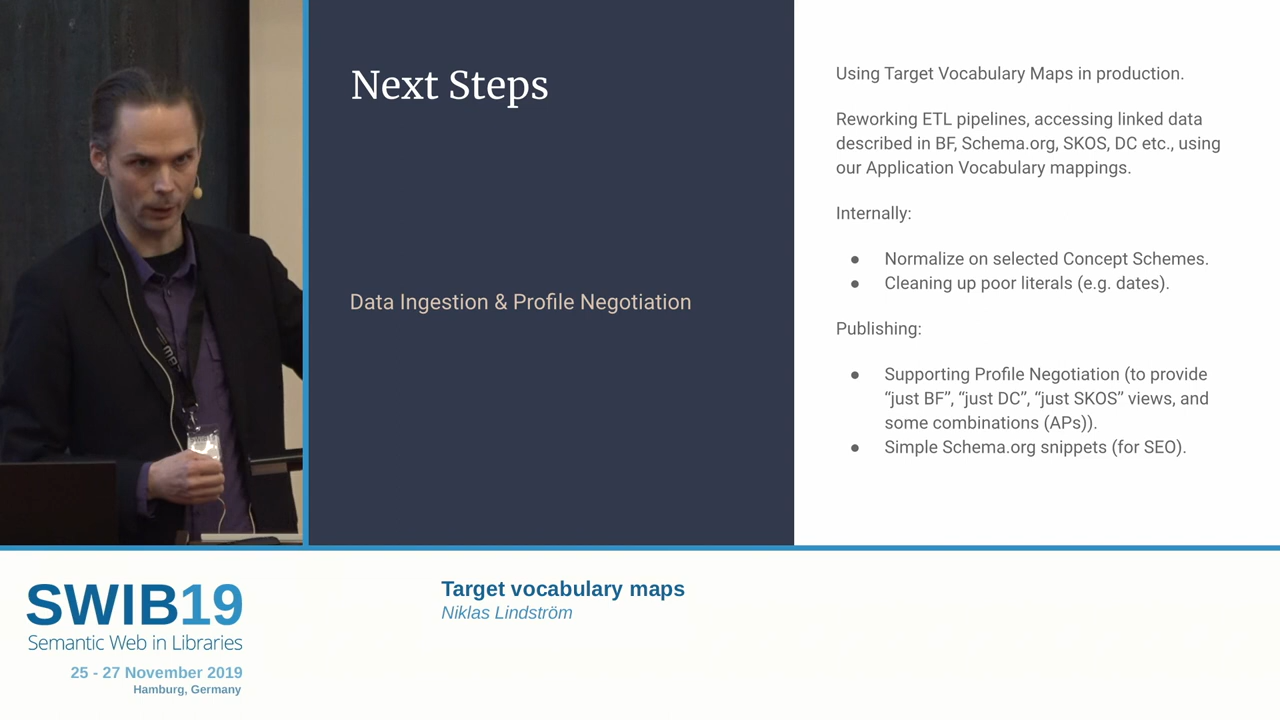 Next Steps
Data Ingestion & Profile Negotiation
Using Target Vocabulary Maps in production.
Reworking ETL pipelines, accessing linked data
described in BF, Schema.org, SKOS, DC etc., using
our Application Vocabulary mappings.
Internally:
● Normalize on selected Concept Schemes.
● Cleaning up poor literals (e.g. dates).
Publishing:
● Supporting Profile Negotiation (to provide
“just BF”, “just DC”, “just SKOS” views, and
some combinations (APs)).
● Simple Schema.org snippets (for SEO).
SWIB19
Semantic Web in Libraries
25 - 27 November 2019
Hamburg, Germany
Target vocabulary maps
Niklas Lindström